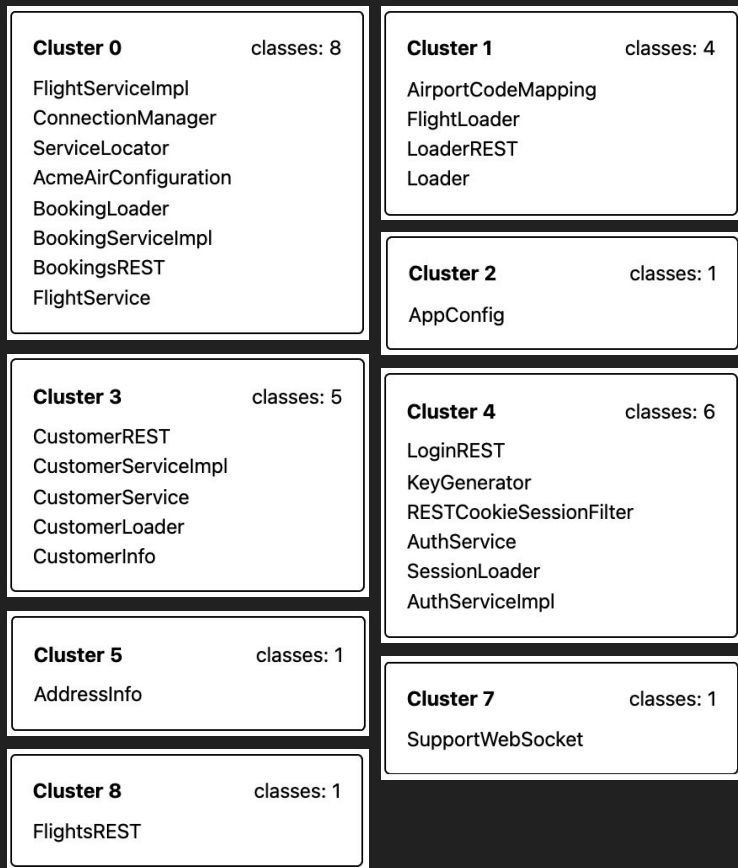 Cluster 0 classes: 8
FlightServiceImpl
ConnectionManager
ServiceLocator
AcmeAirConfiguration
BookingLoader
BookingServiceImpl
BookingsREST
FlightService
Cluster 1 classes: 4
AirportCodeMapping
FlightLoader
LoaderREST
Loader
Cluster 2 classes: 1
AppConfig
Cluster 3 classes: 5
CustomerREST
CustomerServiceImpl
CustomerService
CustomerLoader
CustomerInfo
Cluster 4 classes: 6
LoginREST
KeyGenerator
RESTCookieSessionFilter
AuthService
SessionLoader
AuthServiceImpl
Cluster 5 classes: 1
AddressInfo
Cluster 7 classes: 1
SupportWebSocket
Cluster 8 classes: 1
FlightsREST